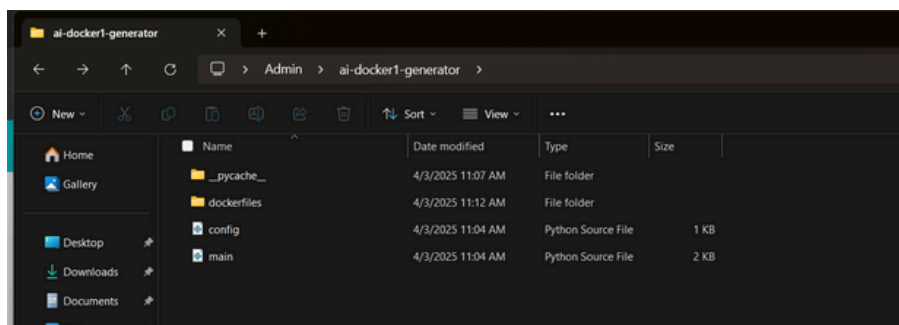 ai-docker1-generator
Admin > ai-docker1-generator >
New Sort View ...
Home
Gallery
Desktop
Downloads
Documents
Name Date modified Type Size
__pycache__ 4/3/2025 11:07 AM File folder
dockerfiles 4/3/2025 11:12 AM File folder
config 4/3/2025 11:04 AM Python Source File 1 KB
main 4/3/2025 11:04 AM Python Source File 2 KB